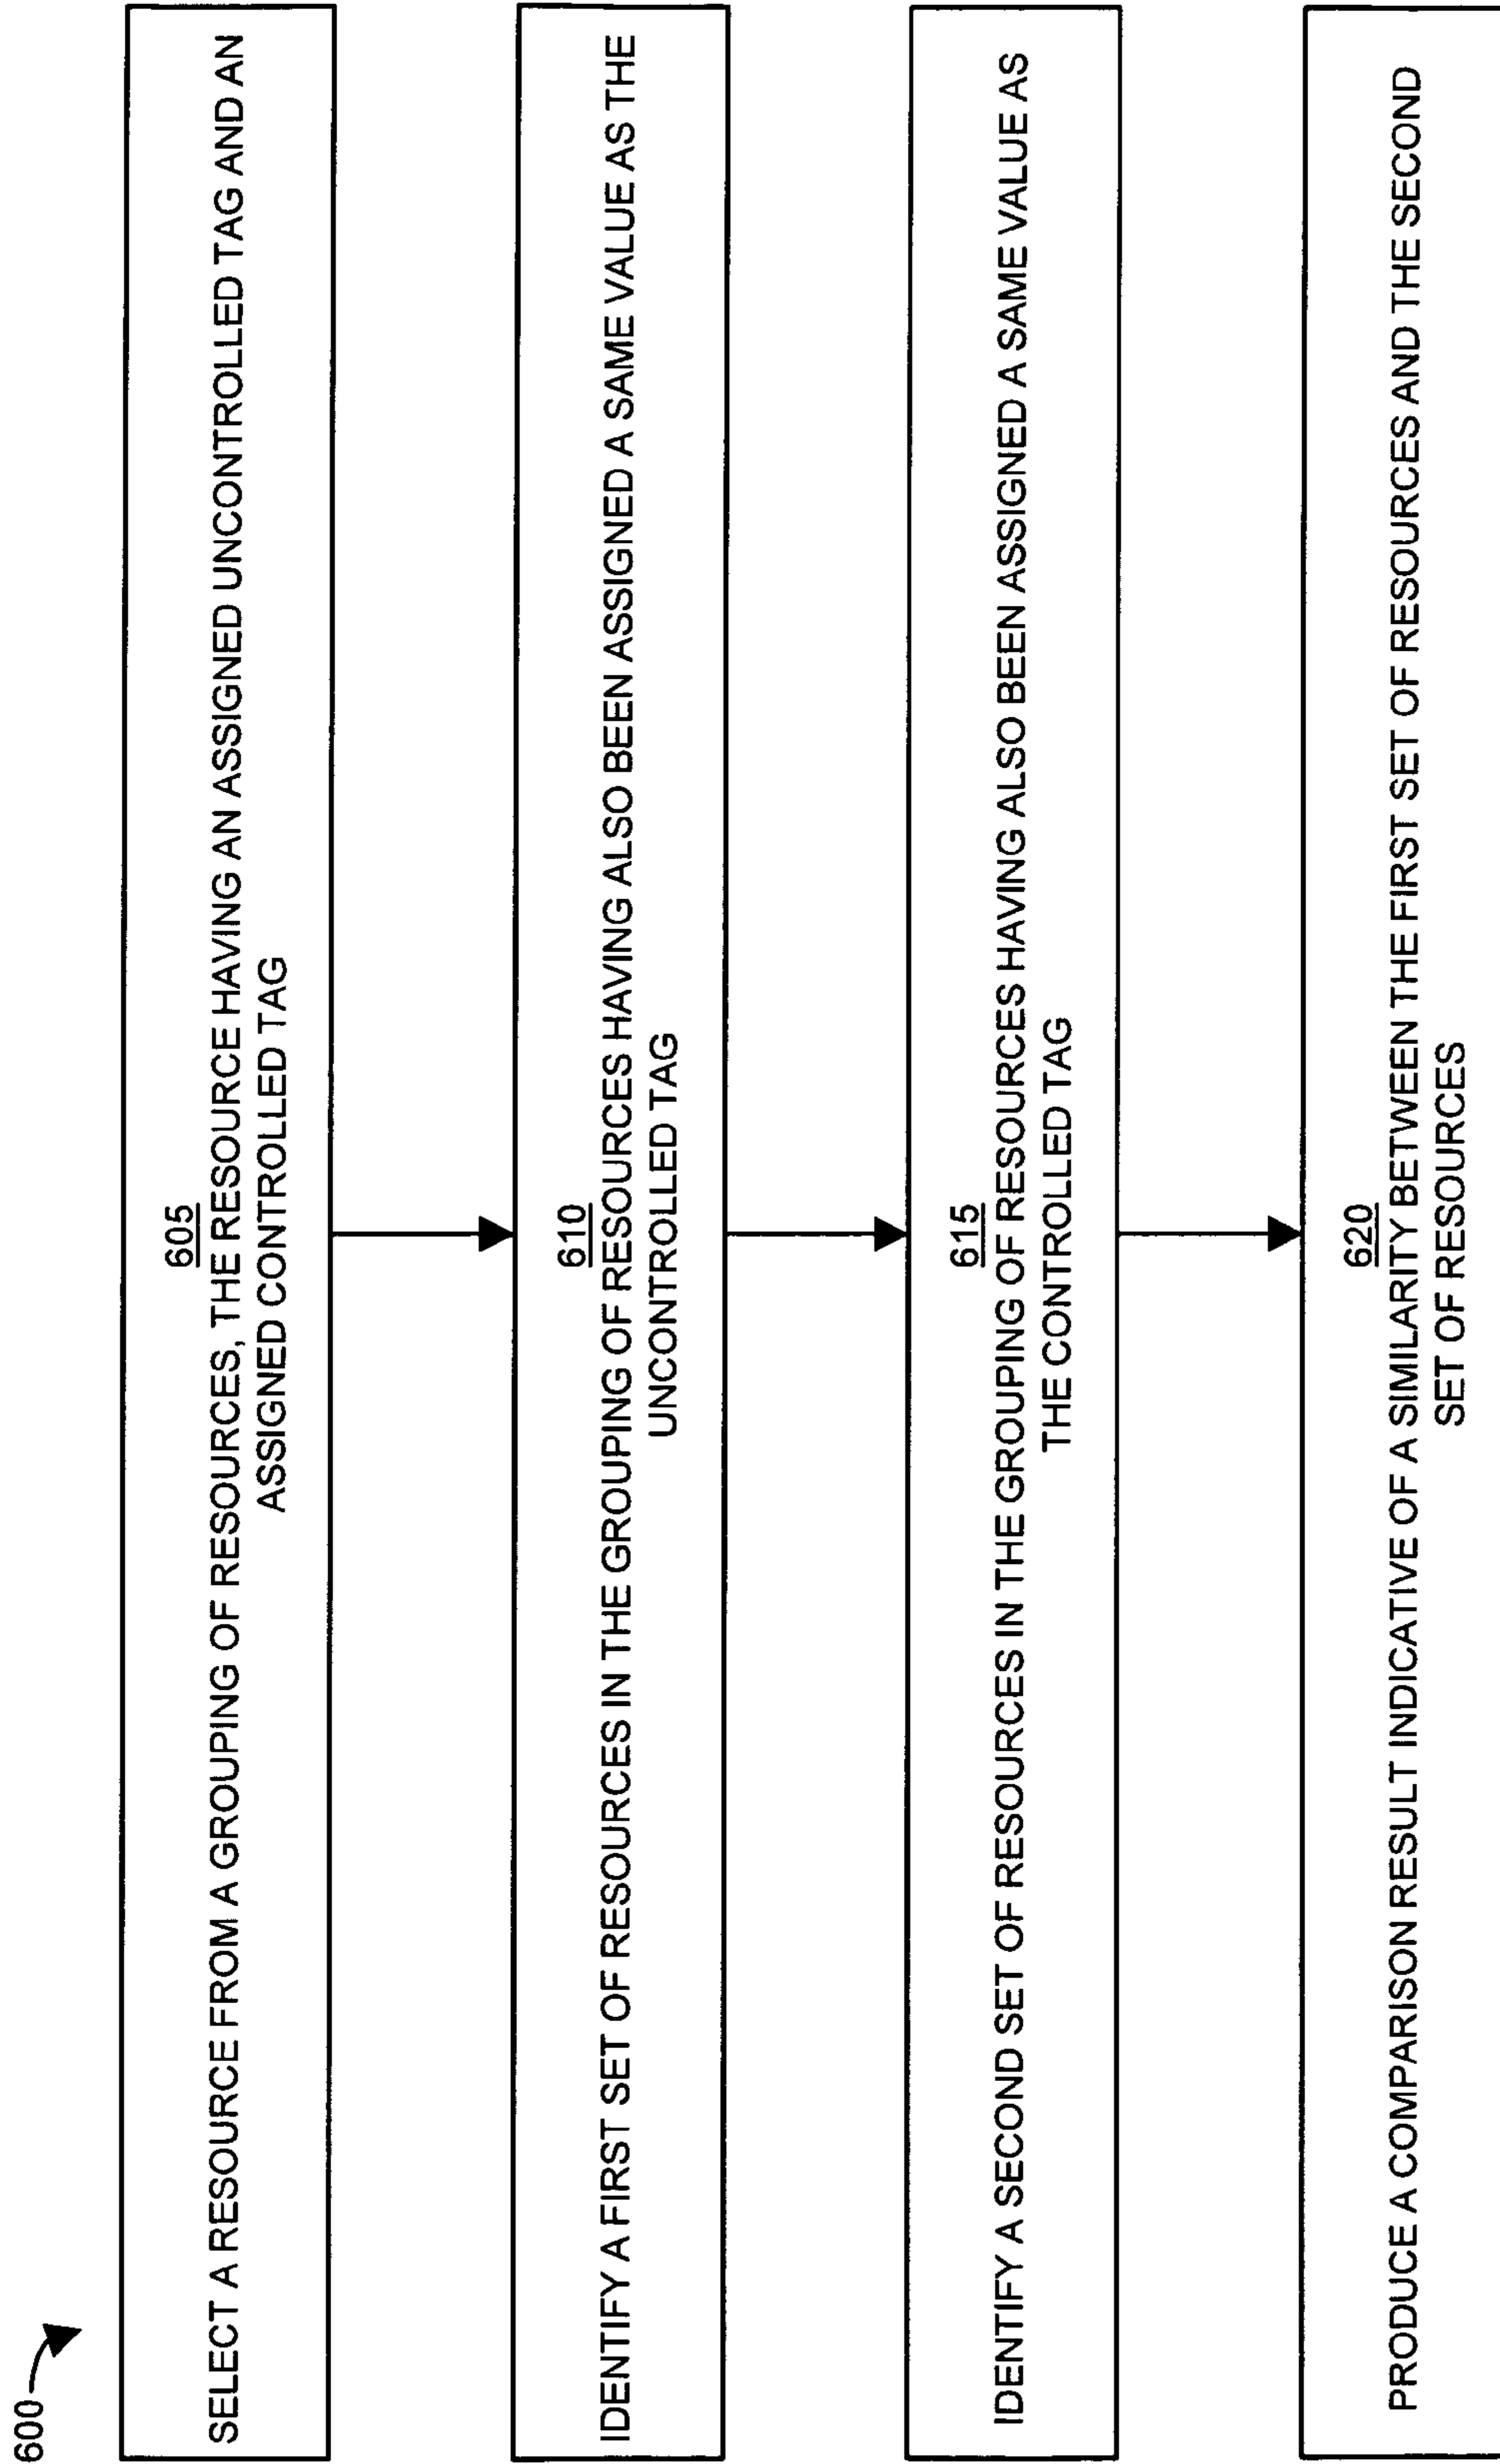 600
605
SELECT A RESOURCE FROM A GROUPING OF RESOURCES, THE RESOURCE HAVING AN ASSIGNED UNCONTROLLED TAG AND AN
ASSIGNED CONTROLLED TAG
610
IDENTIFY A FIRST SET OF RESOURCES IN THE GROUPING OF RESOURCES HAVING ALSO BEEN ASSIGNED A SAME VALUE AS THE
UNCONTROLLED TAG
615
IDENTIFY A SECOND SET OF RESOURCES IN THE GROUPING OF RESOURCES HAVING ALSO BEEN ASSIGNED A SAME VALUE AS
THE CONTROLLED TAG
620
PRODUCE A COMPARISON RESULT INDICATIVE OF A SIMILARITY BETWEEN THE FIRST SET OF RESOURCES AND THE SECOND
SET OF RESOURCES